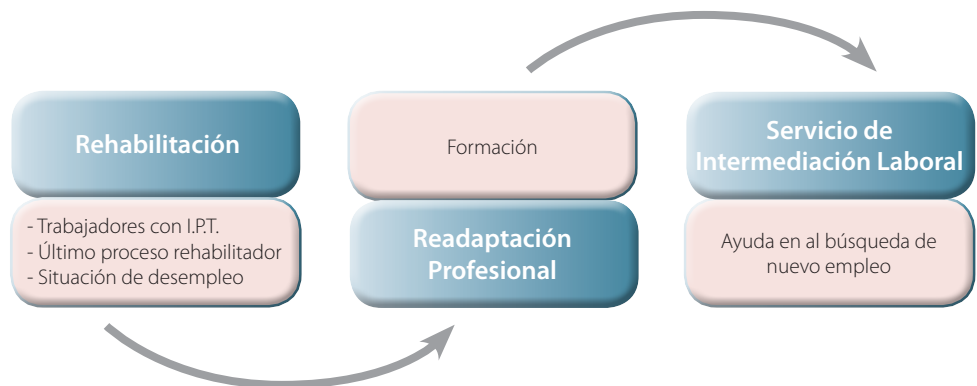 Rehabilitación
- Trabajadores con I.P.T.
- Último proceso rehabilitador
- Situación de desempleo
Formación
Readaptación
Profesional
Servicio de
Intermediación Laboral
Ayuda en al búsqueda de
nuevo empleo